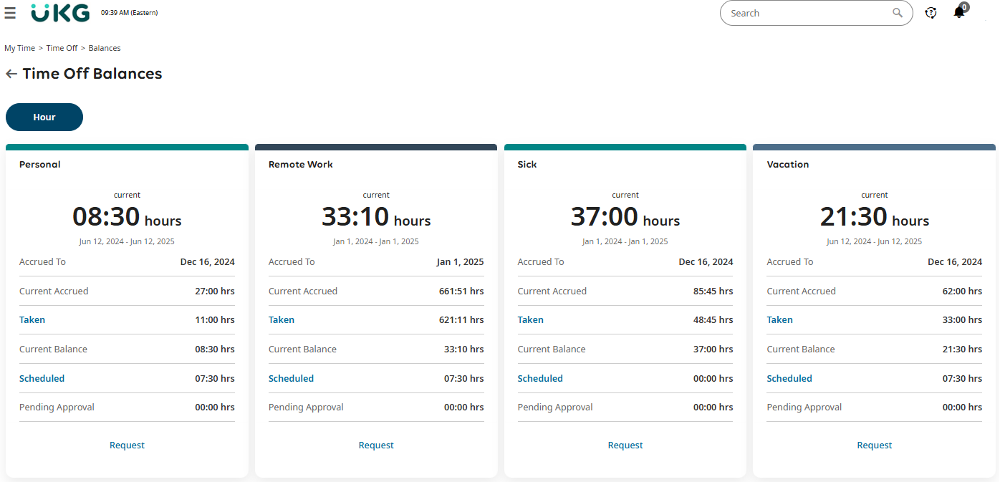 UKG 09:39 AM (Eastern) Search 0
My Time > Time Off > Balances
← Time Off Balances
Hour
Personal
current
08:30 hours
Jun 12, 2024 - Jun 12, 2025
Accrued To Dec 16, 2024
Current Accrued 27:00 hrs
Taken 11:00 hrs
Current Balance 08:30 hrs
Scheduled 07:30 hrs
Pending Approval 00:00 hrs
Request
Remote Work
current
33:10 hours
Jan 1, 2024 - Jan 1, 2025
Accrued To Jan 1, 2025
Current Accrued 661:51 hrs
Taken 621:11 hrs
Current Balance 33:10 hrs
Scheduled 07:30 hrs
Pending Approval 00:00 hrs
Request
Sick
current
37:00 hours
Jan 1, 2024 - Jan 1, 2025
Accrued To Dec 16, 2024
Current Accrued 85:45 hrs
Taken 48:45 hrs
Current Balance 37:00 hrs
Scheduled 00:00 hrs
Pending Approval 00:00 hrs
Request
Vacation
current
21:30 hours
Jun 12, 2024 - Jun 12, 2025
Accrued To Dec 16, 2024
Current Accrued 62:00 hrs
Taken 33:00 hrs
Current Balance 21:30 hrs
Scheduled 07:30 hrs
Pending Approval 00:00 hrs
Request